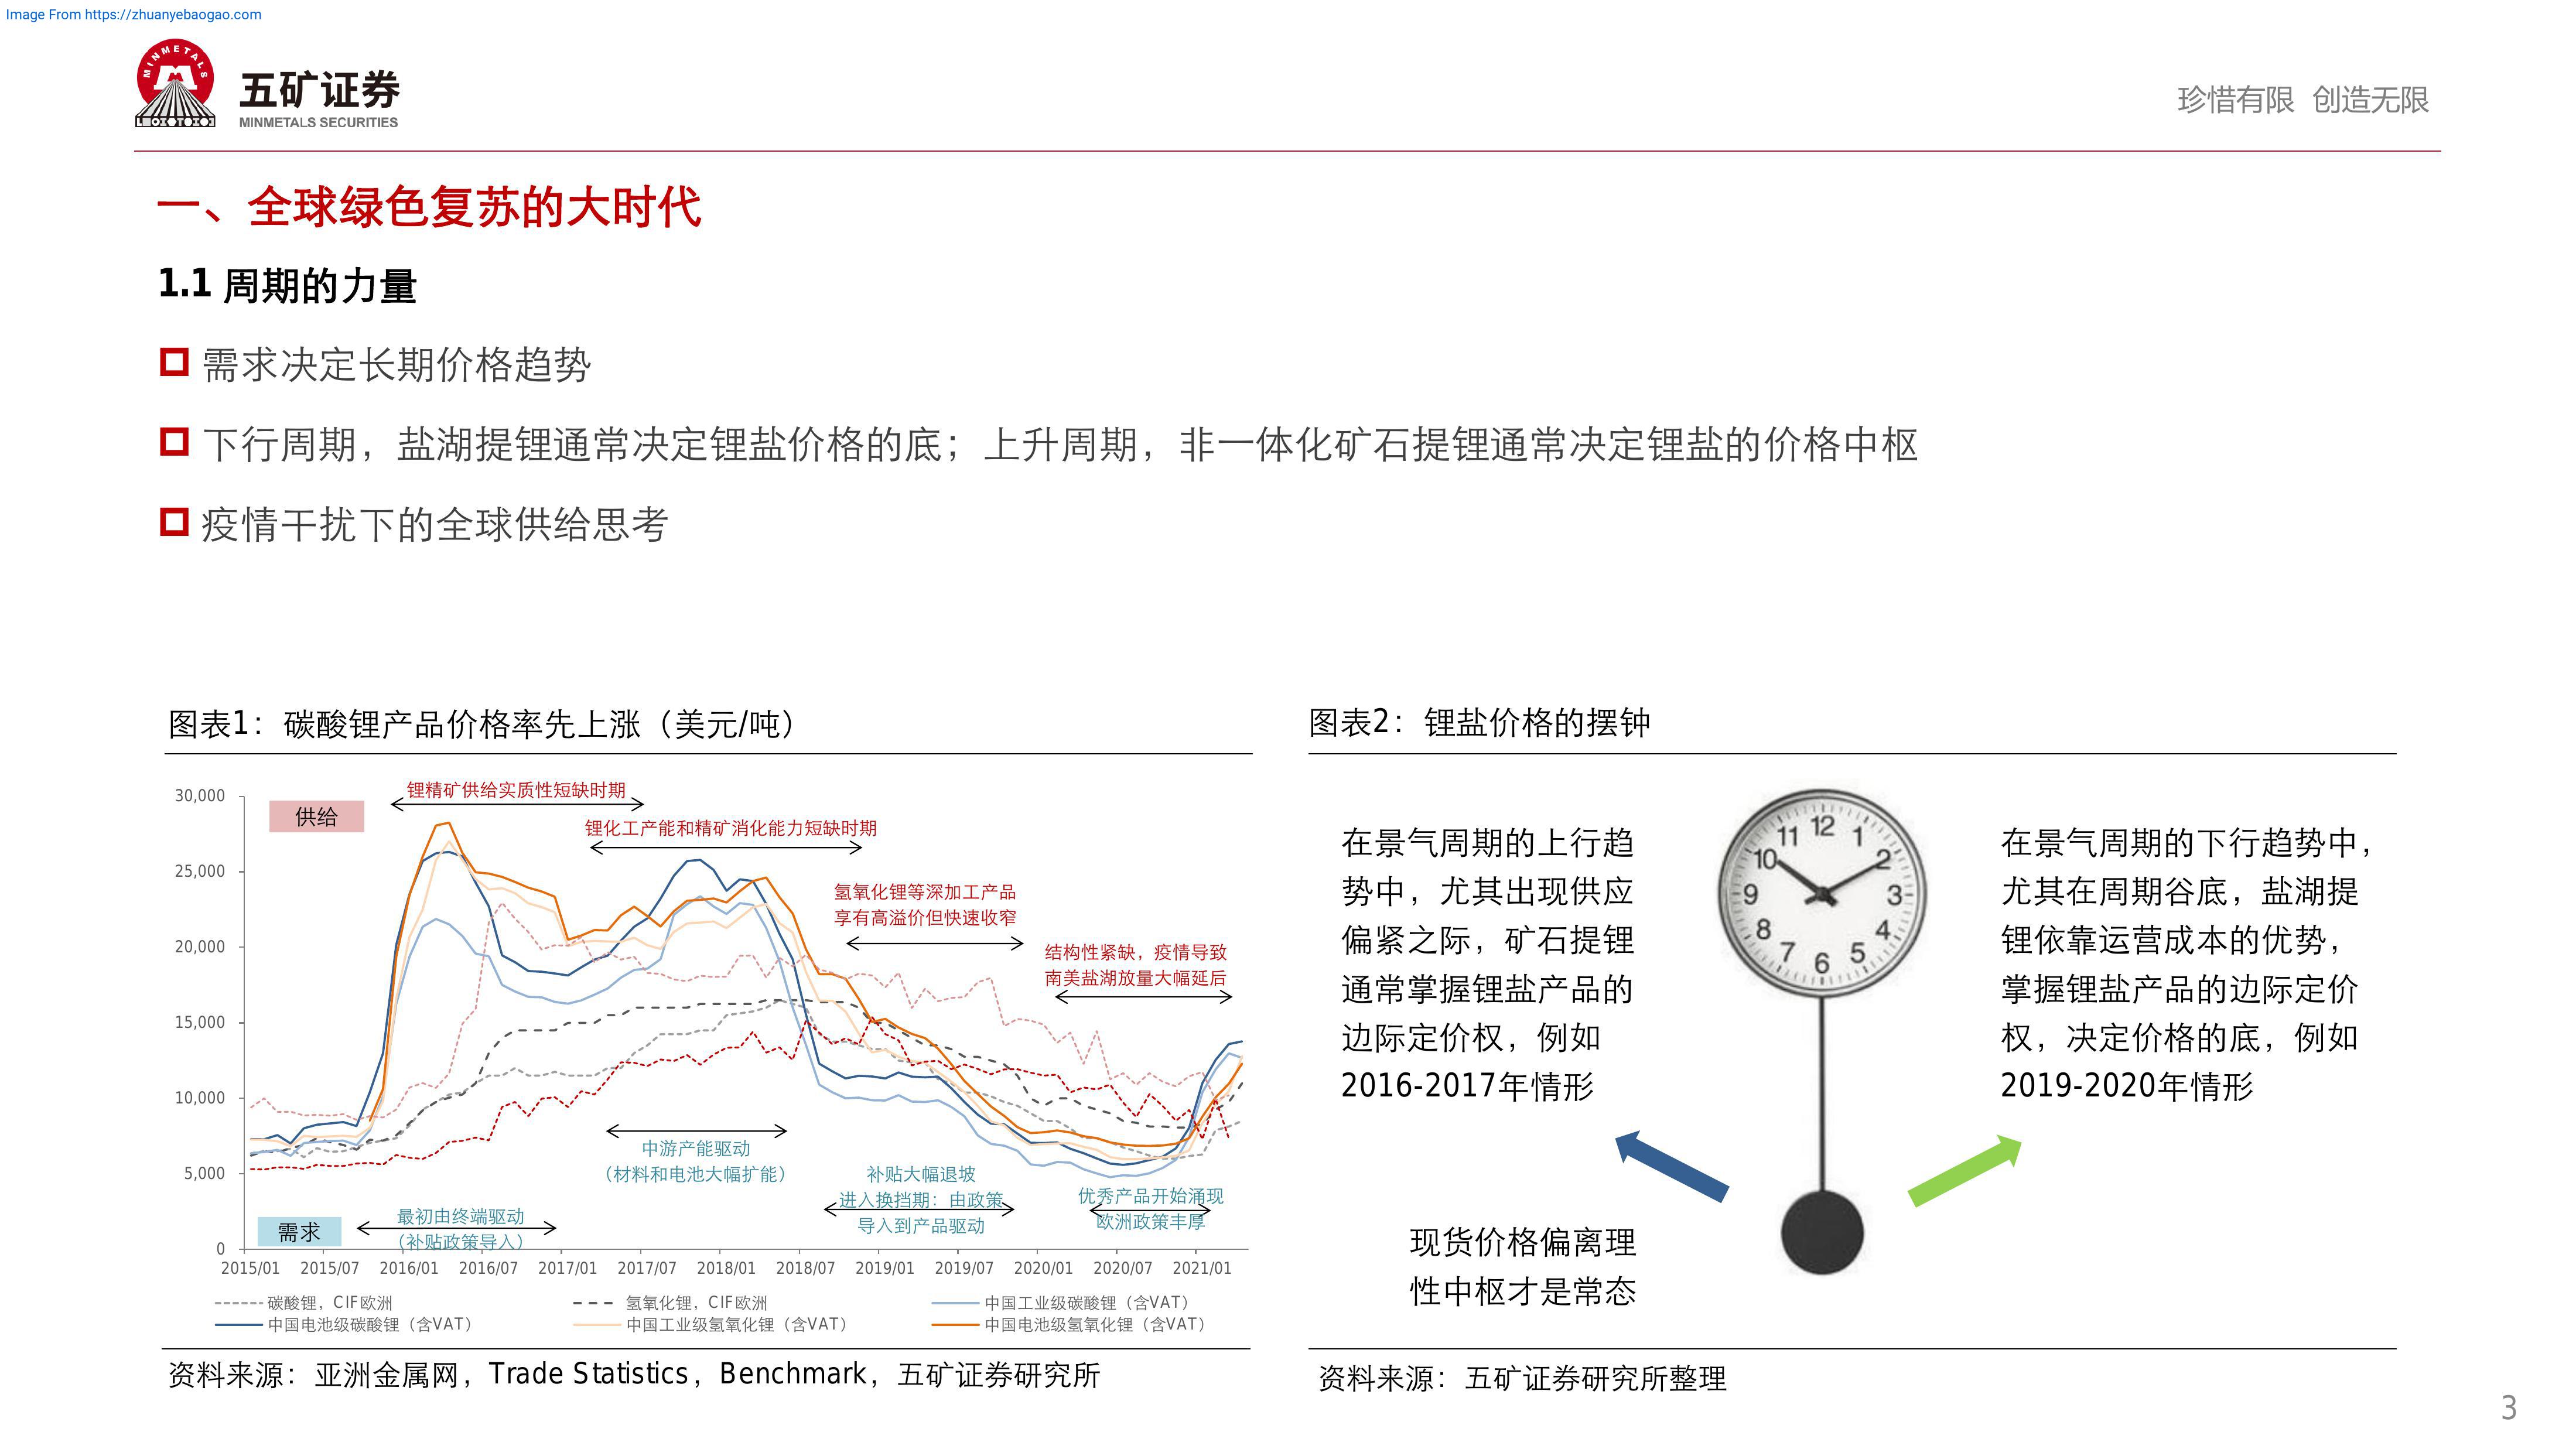 Image From https://zhuanyebaogao.com
MINMETALS
五矿证券
MINMETALS SECURITIES
珍惜有限 创造无限
一、全球绿色复苏的大时代
1.1 周期的力量
需求决定长期价格趋势
下行周期，盐湖提锂通常决定锂盐价格的底；上升周期，非一体化矿石提锂通常决定锂盐的价格中枢
疫情干扰下的全球供给思考
图表1：碳酸锂产品价格率先上涨（美元/吨）
30,000
25,000
20,000
15,000
10,000
5,000
0
供给
锂精矿供给实质性短缺时期
锂化工产能和精矿消化能力短缺时期
氢氧化锂等深加工产品
享有高溢价但快速收窄
结构性紧缺，疫情导致
南美盐湖放量大幅延后
中游产能驱动
（材料和电池大幅扩能）
补贴大幅退坡
进入换挡期：由政策
导入到产品驱动
优秀产品开始涌现
欧洲政策丰厚
需求
最初由终端驱动
（补贴政策导入）
2015/01 2015/07 2016/01 2016/07 2017/01 2017/07 2018/01 2018/07 2019/01 2019/07 2020/01 2020/07 2021/01
碳酸锂，CIF欧洲 氢氧化锂，CIF欧洲 中国工业级碳酸锂（含VAT）
中国电池级碳酸锂（含VAT） 中国工业级氢氧化锂（含VAT） 中国电池级氢氧化锂（含VAT）
资料来源：亚洲金属网，Trade Statistics，Benchmark，五矿证券研究所
图表2：锂盐价格的摆钟
在景气周期的上行趋
势中，尤其出现供应
偏紧之际，矿石提锂
通常掌握锂盐产品的
边际定价权，例如
2016-2017年情形
12
1
2
3
4
5
6
7
8
9
10
11
在景气周期的下行趋势中，
尤其在周期谷底，盐湖提
锂依靠运营成本的优势，
掌握锂盐产品的边际定价
权，决定价格的底，例如
2019-2020年情形
现货价格偏离理
性中枢才是常态
资料来源：五矿证券研究所整理
3